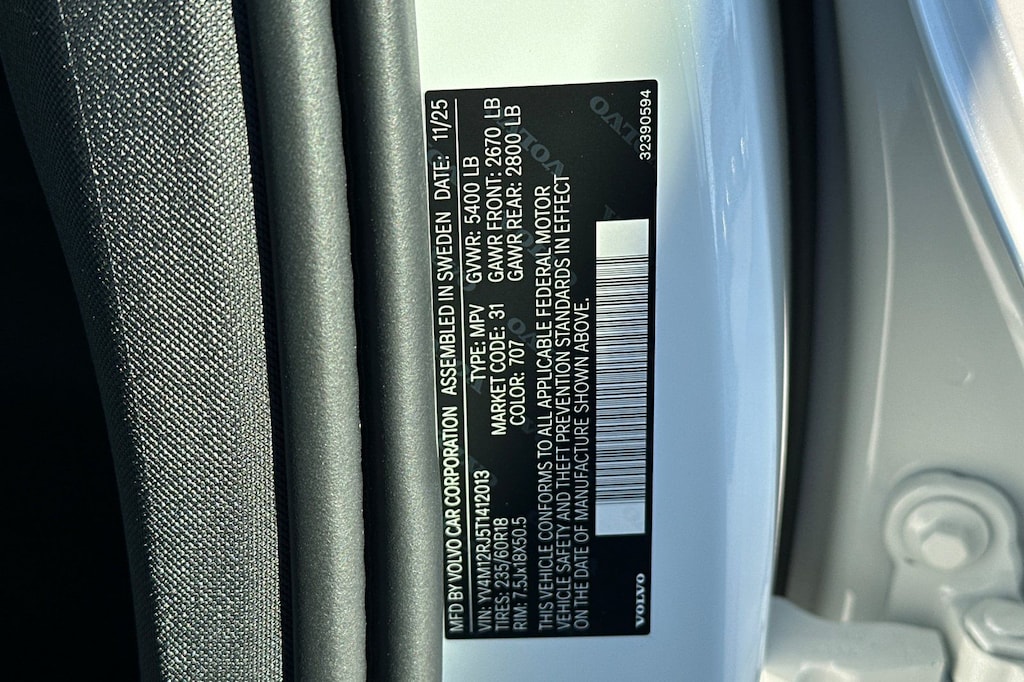 MFD BY VOLVO CAR CORPORATION ASSEMBLED IN SWEDEN DATE: 11/25
VIN: YV4M12RJ5T1412013 TYPE: MPV GVWR: 5400 LB
TIRES: 235/60R18 MARKET CODE: 31 GAWR FRONT: 2670 LB
RIM: 7.5Jx18X50.5 COLOR: 707 GAWR REAR: 2800 LB
THIS VEHICLE CONFORMS TO ALL APPLICABLE FEDERAL MOTOR
VEHICLE SAFETY AND THEFT PREVENTION STANDARDS IN EFFECT
ON THE DATE OF MANUFACTURE SHOWN ABOVE.
VOLVO 32390594